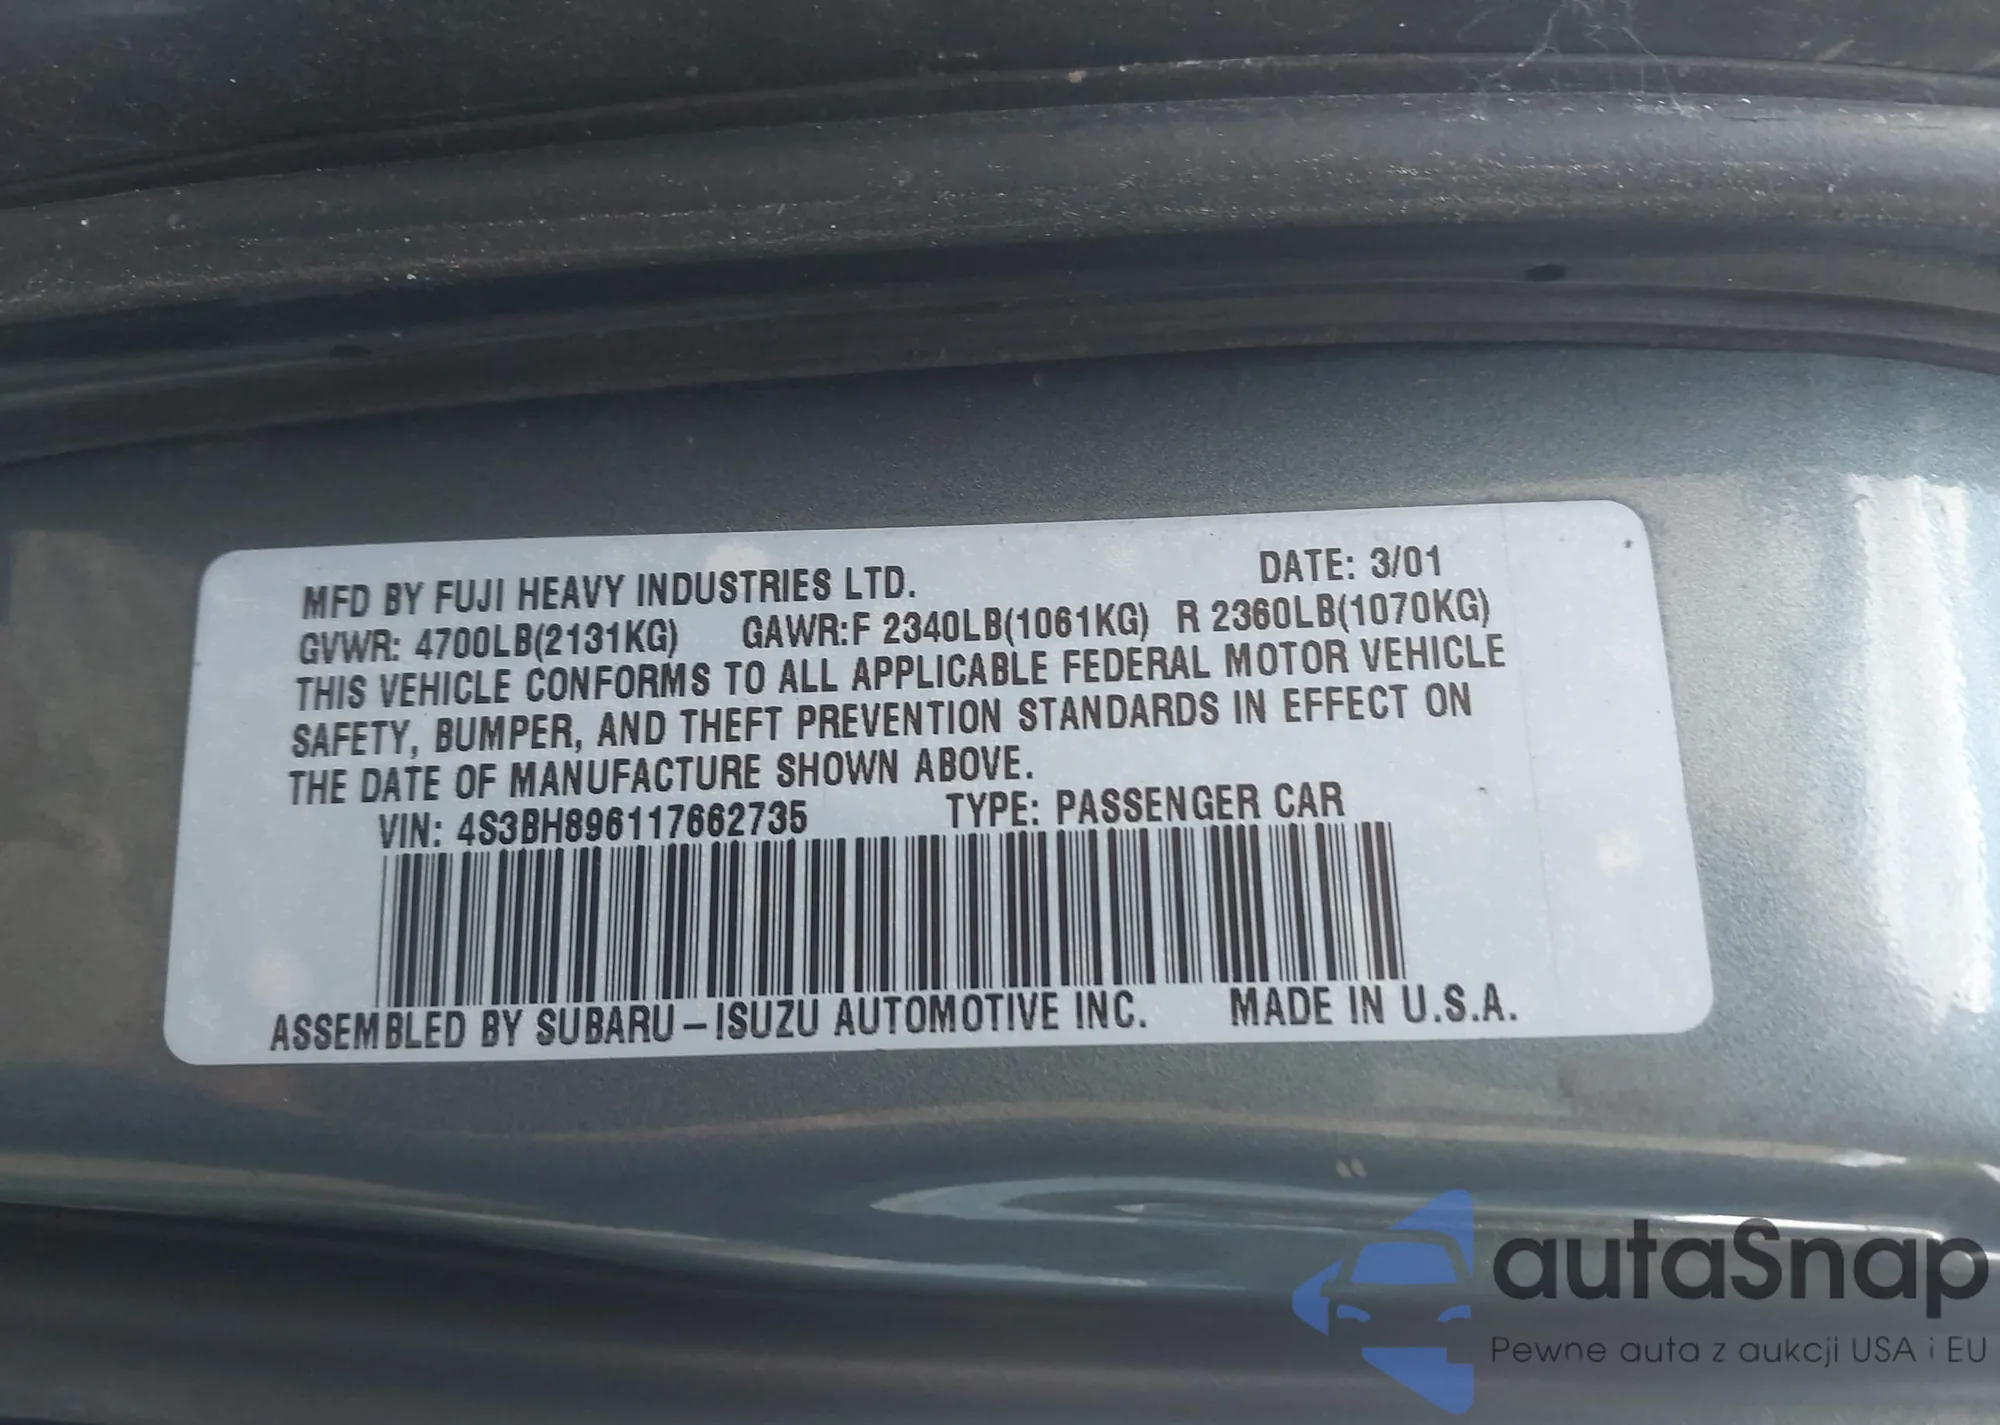 MFD BY FUJI HEAVY INDUSTRIES LTD. DATE: 3/01
GVWR: 4700LB(2131KG) GAWR:F 2340LB(1061KG) R 2360LB(1070KG)
THIS VEHICLE CONFORMS TO ALL APPLICABLE FEDERAL MOTOR VEHICLE
SAFETY, BUMPER, AND THEFT PREVENTION STANDARDS IN EFFECT ON
THE DATE OF MANUFACTURE SHOWN ABOVE.
VIN: 4S3BH896117662735 TYPE: PASSENGER CAR
ASSEMBLED BY SUBARU-ISUZU AUTOMOTIVE INC. MADE IN U.S.A.
autaSnap
Pewne auta z aukcji USA i EU